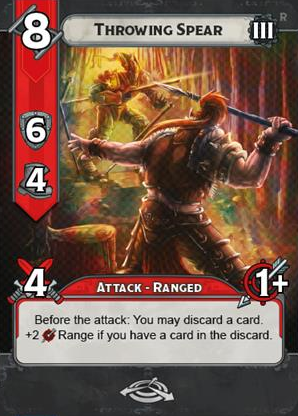 R
8 THROWING SPEAR III
6
4
4 ATTACK - RANGED 1+
Before the attack: You may discard a card.
+2 Range if you have a card in the discard.